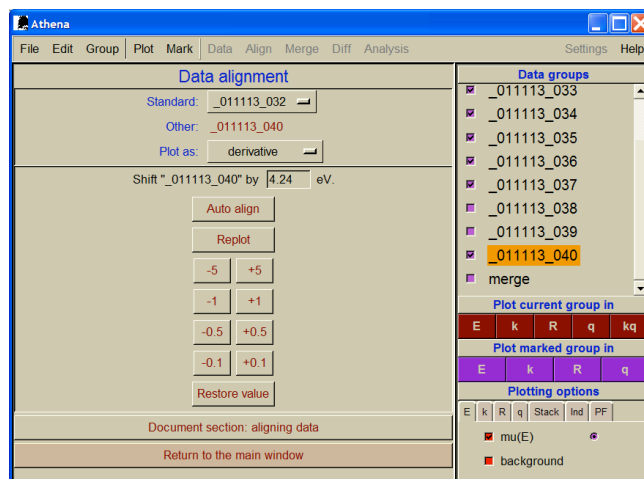 Athena
File Edit Group Plot Mark Data Align Merge Diff Analysis Settings Help
Data alignment
Standard: _011113_032
Other: _011113_040
Plot as: derivative
Shift "_011113_040" by 4.24 eV.
Auto align
Replot
-5 +5
-1 +1
-0.5 +0.5
-0.1 +0.1
Restore value
Document section: aligning data
Return to the main window
Data groups
_011113_033
_011113_034
_011113_035
_011113_036
_011113_037
_011113_038
_011113_039
_011113_040
merge
Plot current group in
E k R q kq
Plot marked group in
E k R q
Plotting options
E k R q Stack Ind PF
mu(E)
background